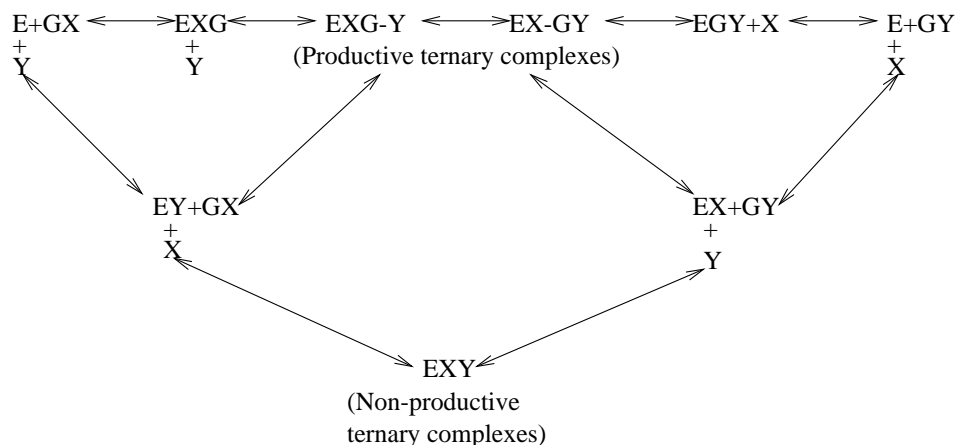 E+GX EXG EXG-Y EX-GY EGY+X E+GY
+ + (Productive ternary complexes) +
Y Y X
EY+GX EX+GY
+ +
X Y
EXY
(Non-productive
ternary complexes)